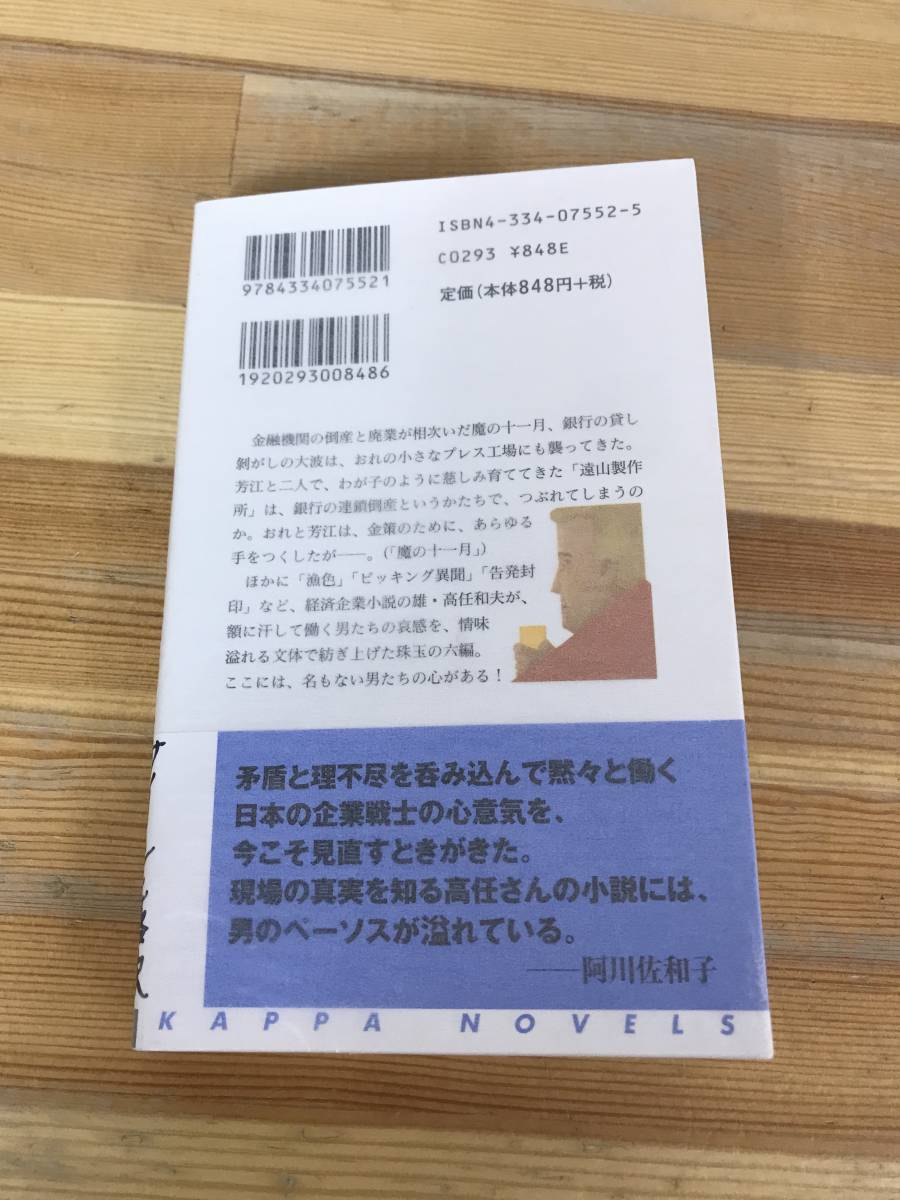 ISBN4-334-07552-5
C0293 ¥848E
定価(本体848円+税)
9784334075521
1920293008486
金融機関の倒産と廃業が相次いだ魔の十一月、銀行の貸し
剝がしの大波は、おれの小さなプレス工場にも襲ってきた。
芳江と二人で、わが子のように慈しみ育ててきた「遠山製作
所」は、銀行の連鎖倒産というかたちで、つぶれてしまうの
か。おれと芳江は、金策のために、あらゆる
手をつくしたが――。(「魔の十一月」)
ほかに「漁色」「ピッキング異聞」「告発封
印」など、経済企業小説の雄・高任和夫が、
額に汗して働く男たちの哀感を、情味
溢れる文体で紡ぎ上げた珠玉の六編。
ここには、名もない男たちの心がある!
矛盾と理不尽を呑み込んで黙々と働く
日本の企業戦士の心意気を、
今こそ見直すときがきた。
現場の真実を知る高任さんの小説には、
男のペーソスが溢れている。
――阿川佐和子
KAPPA NOVELS